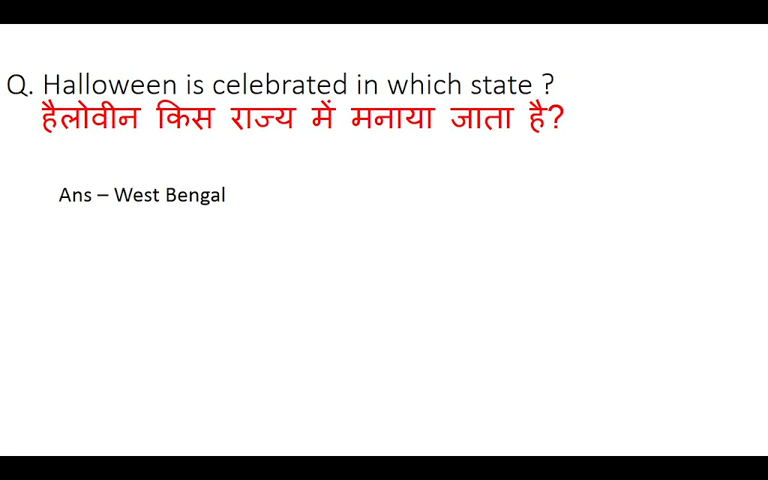 Q. Halloween is celebrated in which state ?
हैलोवीन किस राज्य में मनाया जाता है?
Ans – West Bengal